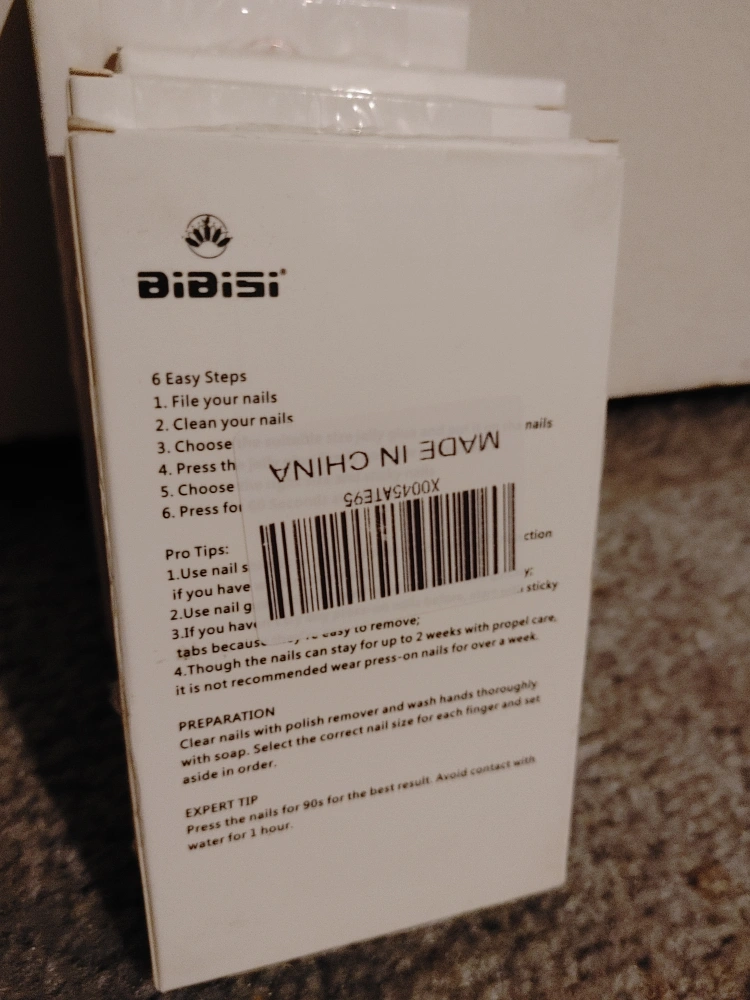 BiBiSi
6 Easy Steps
1. File your nails
2. Clean your nails
3. Choose
nails
4. Press th
5. Choose
6. Press for
MADE IN CHINA
X0045ATE95
Pro Tips:
ction
1.Use nail s
if you have
y;
2.Use nail g
sticky
3.If you have
tabs because they're easy to remove;
4.Though the nails can stay for up to 2 weeks with propel care,
it is not recommended wear press-on nails for over a week.
PREPARATION
Clear nails with polish remover and wash hands thoroughly
with soap. Select the correct nail size for each finger and set
aside in order.
EXPERT TIP
Press the nails for 90s for the best result. Avoid contact with
water for 1 hour.